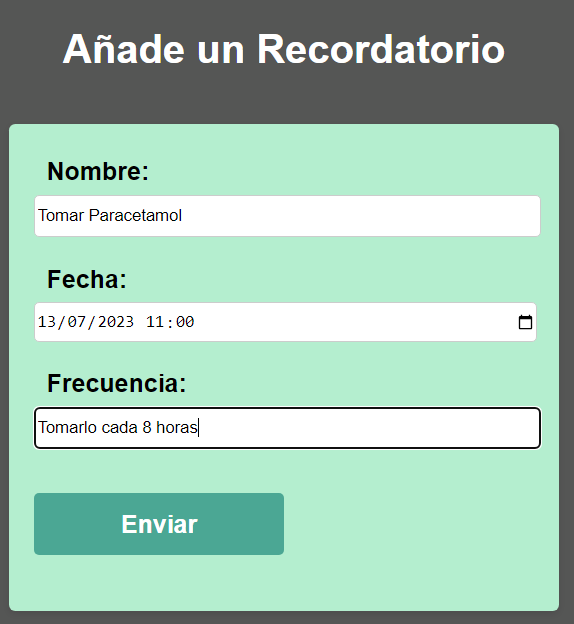 Añade un Recordatorio
Nombre:
Tomar Paracetamol
Fecha:
13/07/2023 11:00
Frecuencia:
Tomarlo cada 8 horas
Enviar